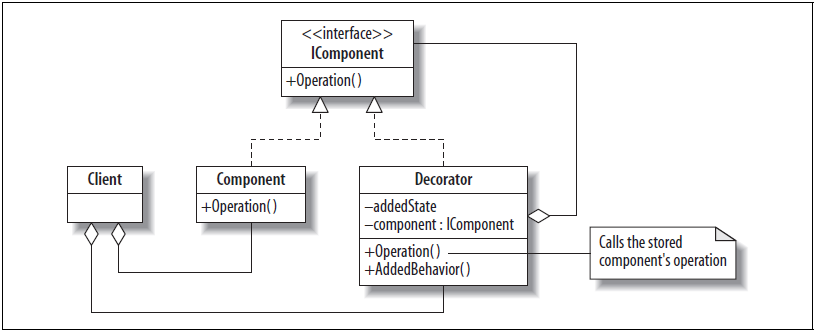 <<interface>>
IComponent
+Operation()
Client
Component
+Operation()
Decorator
–addedState
–component : IComponent
+Operation()
+AddedBehavior()
Calls the stored
component's operation